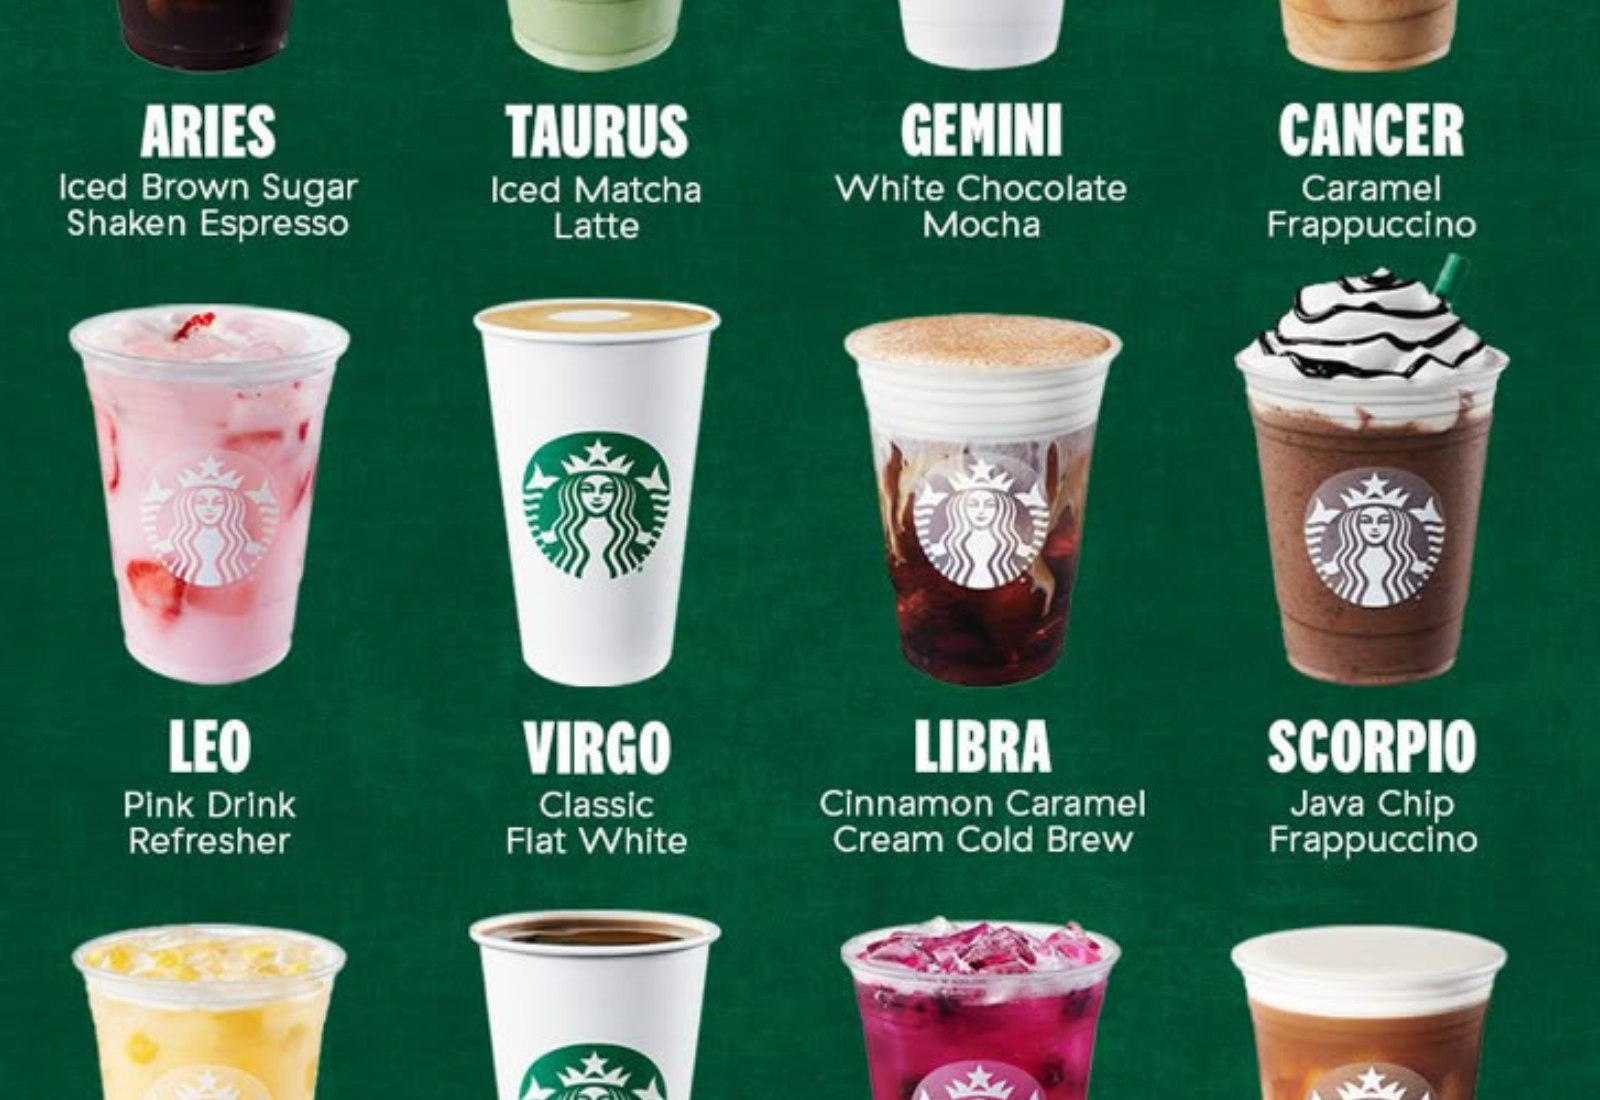 ARIES
Iced Brown Sugar
Shaken Espresso
TAURUS
Iced Matcha
Latte
GEMINI
White Chocolate
Mocha
CANCER
Caramel
Frappuccino
LEO
Pink Drink
Refresher
VIRGO
Classic
Flat White
LIBRA
Cinnamon Caramel
Cream Cold Brew
SCORPIO
Java Chip
Frappuccino